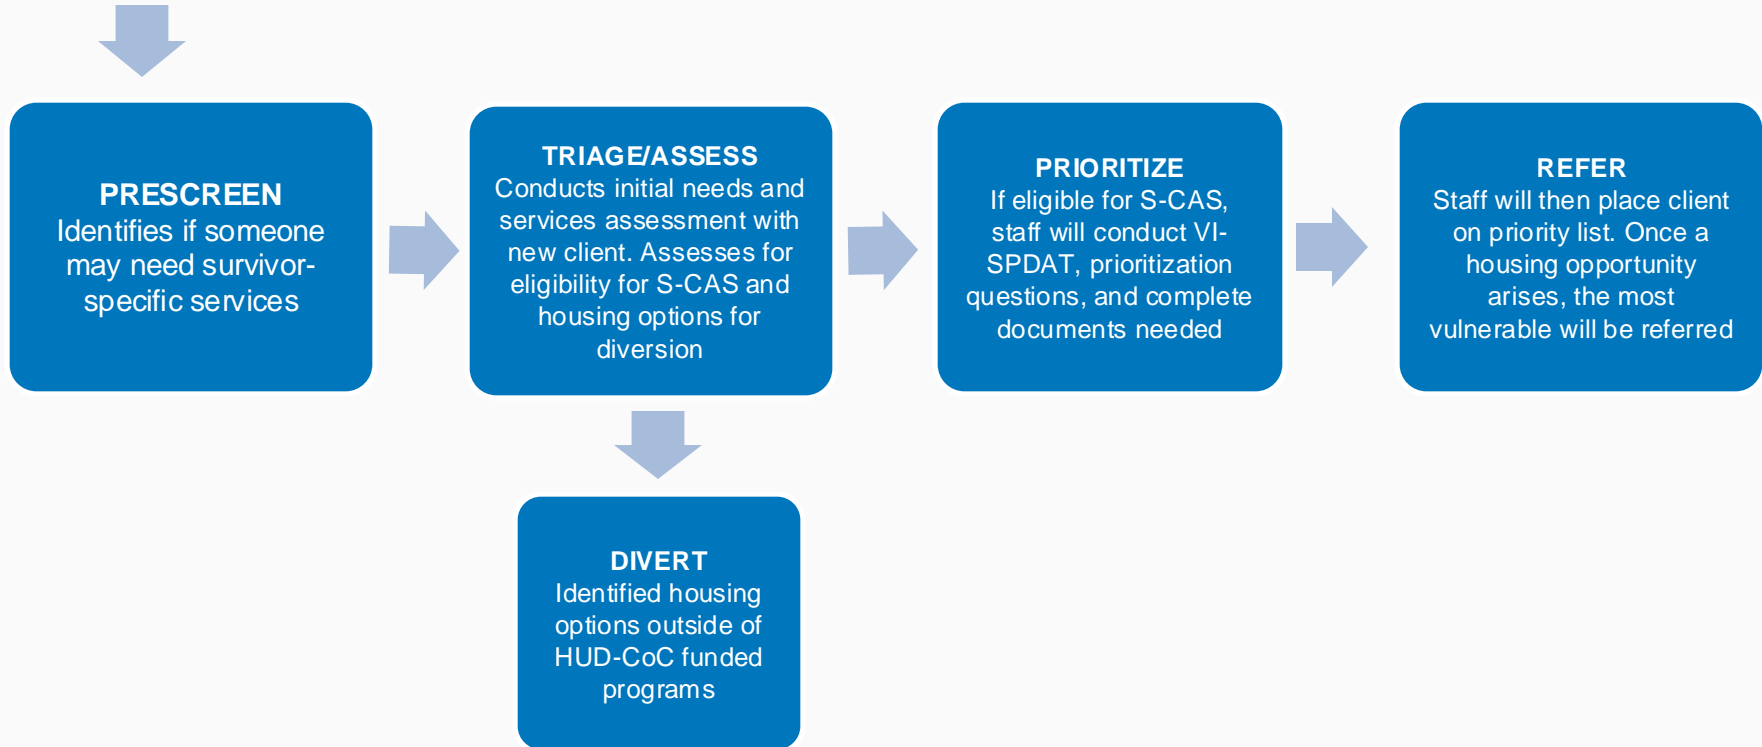 PRESCREEN
Identifies if someone
may need survivor-
specific services
TRIAGE/ASSESS
Conducts initial needs and
services assessment with
new client. Assesses for
eligibility for S-CAS and
housing options for
diversion
PRIORITIZE
If eligible for S-CAS,
staff will conduct VI-
SPDAT, prioritization
questions, and complete
documents needed
REFER
Staff will then place client
on priority list. Once a
housing opportunity
arises, the most
vulnerable will be referred
DIVERT
Identified housing
options outside of
HUD-CoC funded
programs